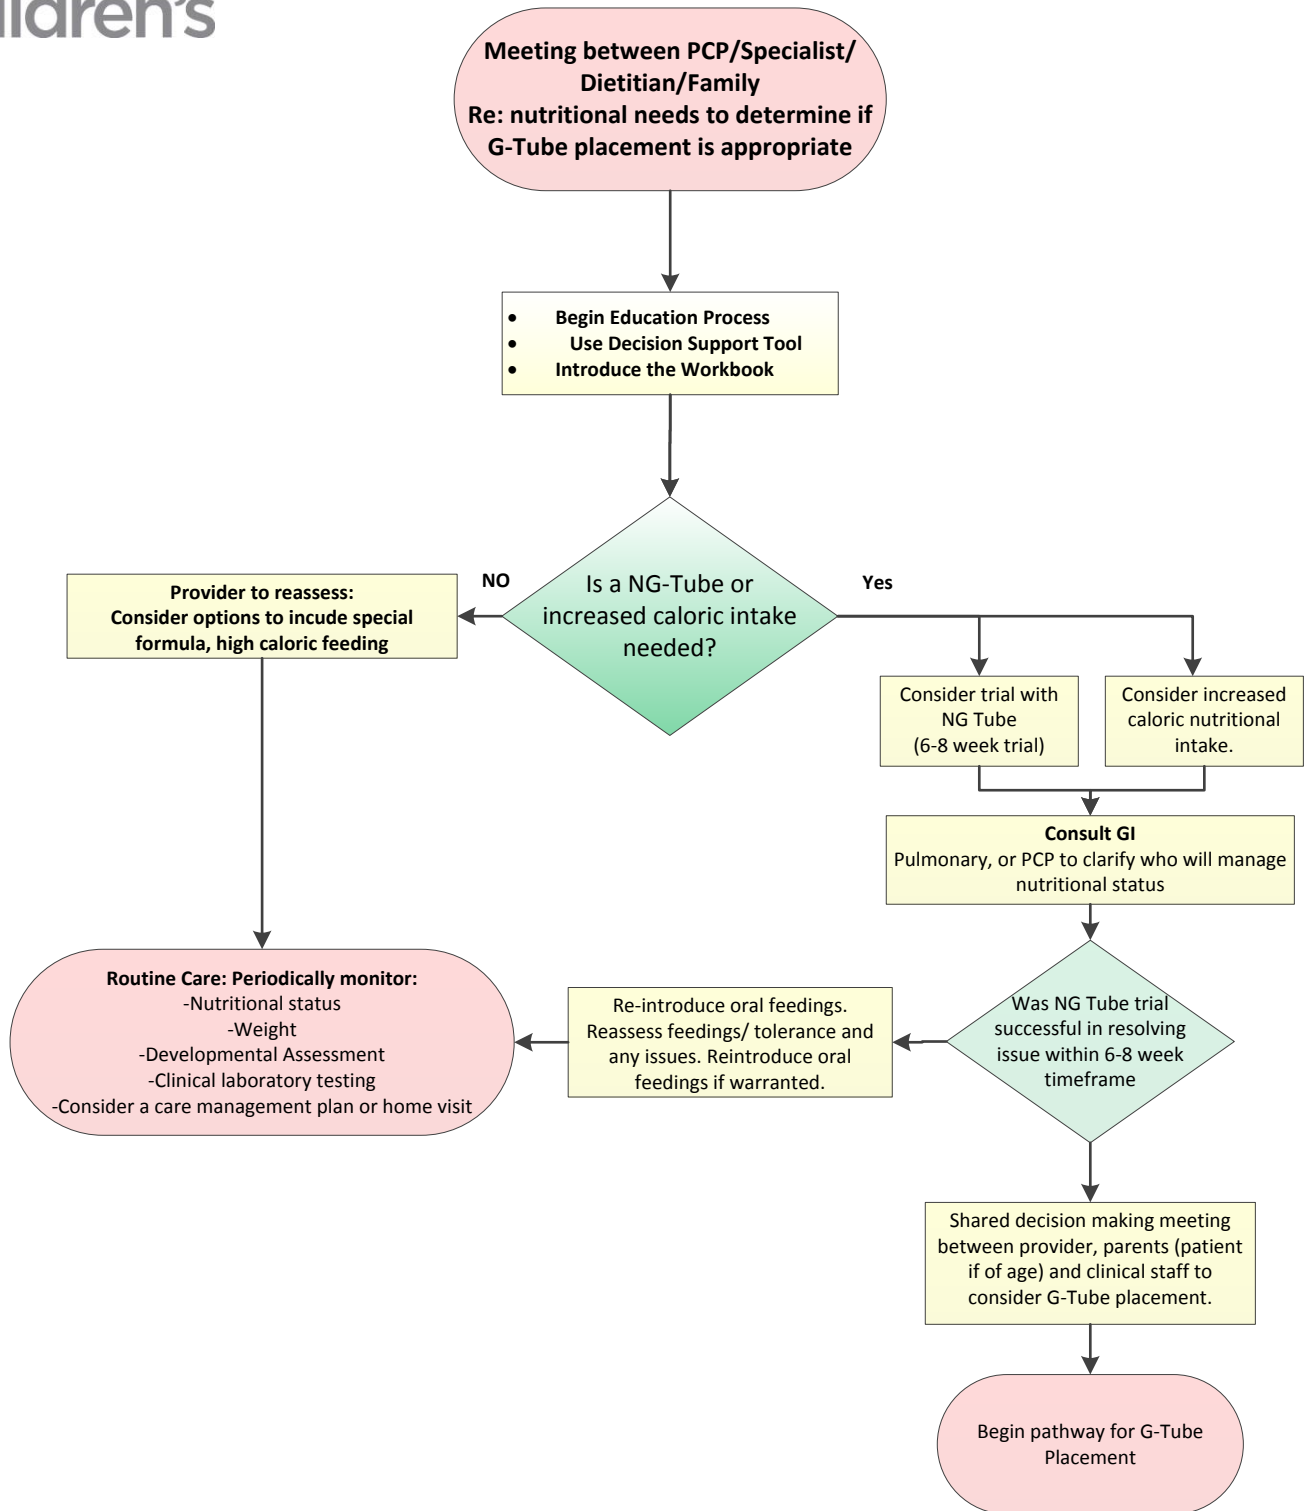 Meeting between PCP/Specialist/
Dietitian/Family
Re: nutritional needs to determine if
G-Tube placement is appropriate
• Begin Education Process
• Use Decision Support Tool
• Introduce the Workbook
Is a NG-Tube or
increased caloric intake
needed?
NO
Yes
Provider to reassess:
Consider options to incude special
formula, high caloric feeding
Consider trial with
NG Tube
(6-8 week trial)
Consider increased
caloric nutritional
intake.
Consult GI
Pulmonary, or PCP to clarify who will manage
nutritional status
Was NG Tube trial
successful in resolving
issue within 6-8 week
timeframe
Re-introduce oral feedings.
Reassess feedings/ tolerance and
any issues. Reintroduce oral
feedings if warranted.
Routine Care: Periodically monitor:
-Nutritional status
-Weight
-Developmental Assessment
-Clinical laboratory testing
-Consider a care management plan or home visit
Shared decision making meeting
between provider, parents (patient
if of age) and clinical staff to
consider G-Tube placement.
Begin pathway for G-Tube
Placement